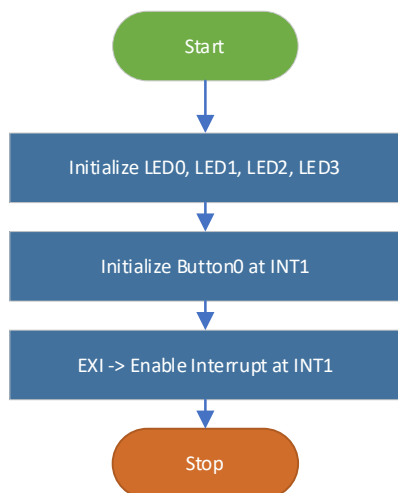 Start
Initialize LED0, LED1, LED2, LED3
Initialize Button0 at INT1
EXI -> Enable Interrupt at INT1
Stop